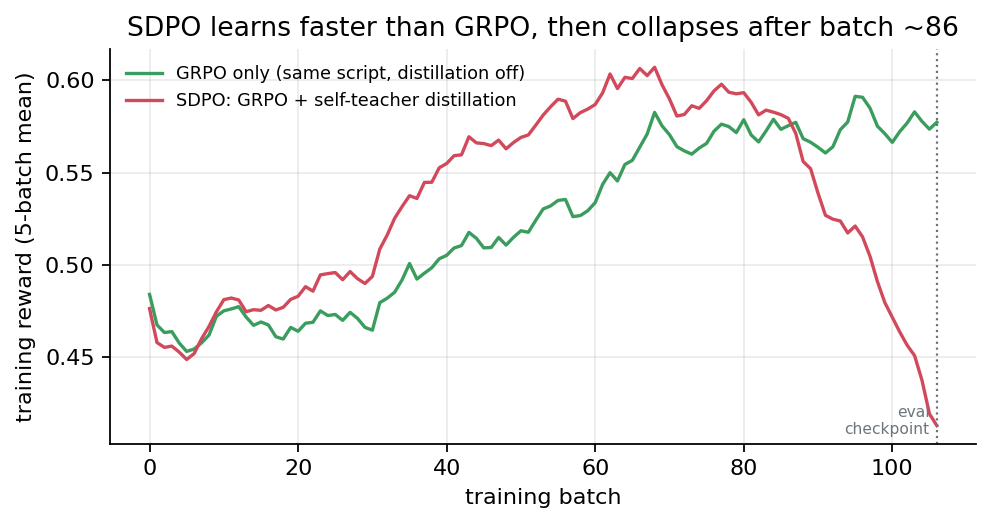 SDPO learns faster than GRPO, then collapses after batch ~86
GRPO only (same script, distillation off)
SDPO: GRPO + self-teacher distillation
training reward (5-batch mean)
0.60
0.55
0.50
0.45
eval
checkpoint
0
20
40
60
80
100
training batch